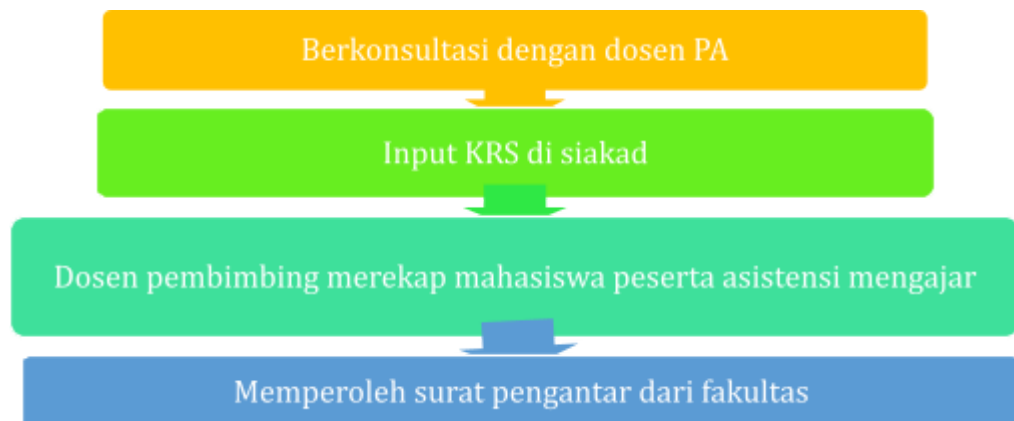 Berkonsultasi dengan dosen PA
Input KRS di siakad
Dosen pembimbing merekap mahasiswa peserta asistensi mengajar
Memperoleh surat pengantar dari fakultas